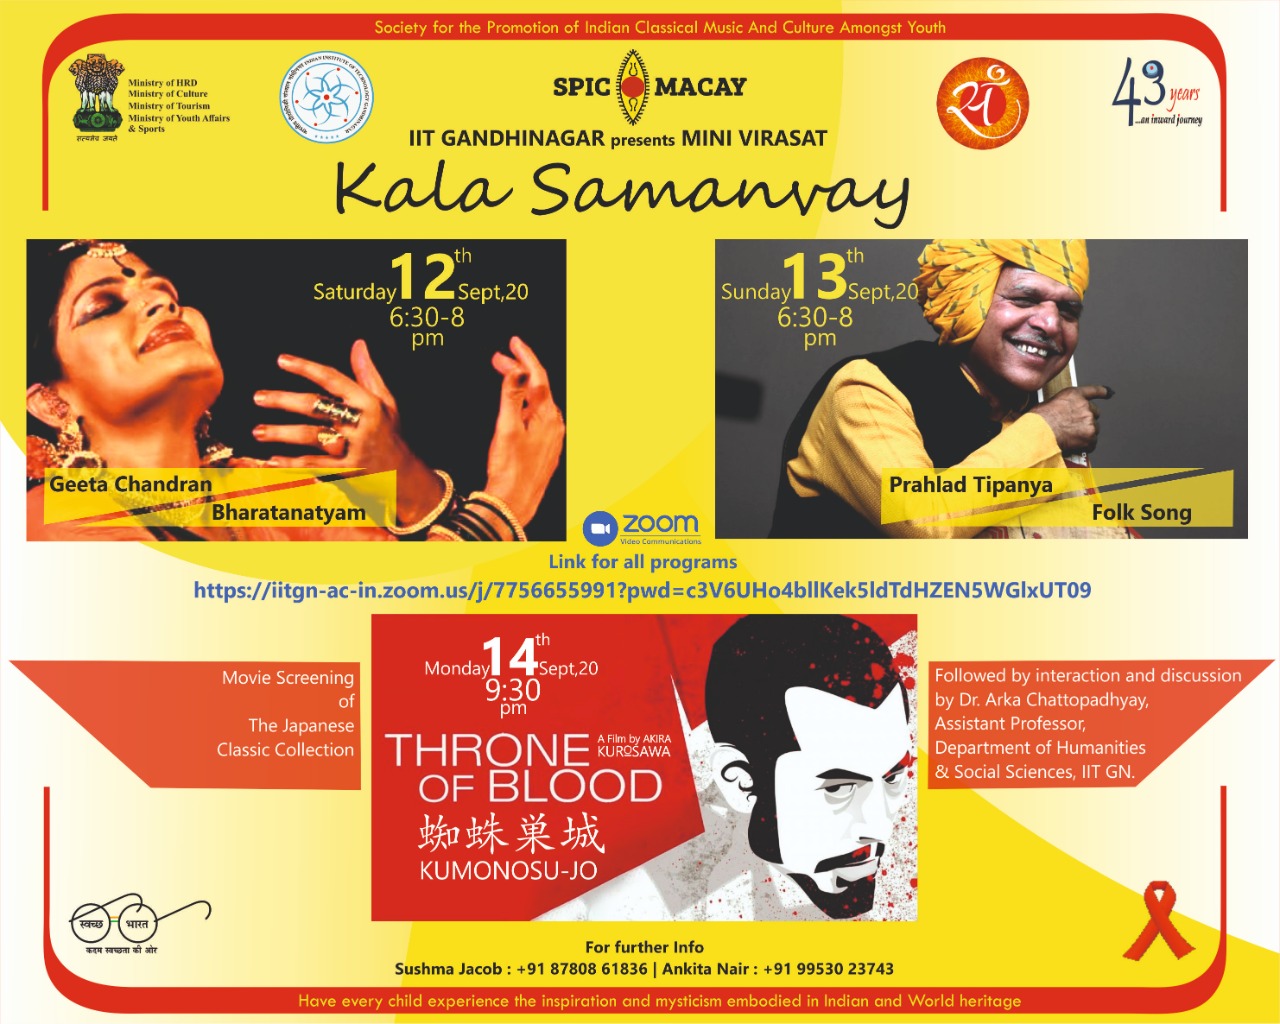 Society for the Promotion of Indian Classical Music And Culture Amongst Youth
Ministry of HRD
Ministry of Culture
Ministry of Tourism
Ministry of Youth Affairs
& Sports
सत्यमेव जयते
SPIC MACAY
सं
43 years
...an inward journey
IIT GANDHINAGAR presents MINI VIRASAT
Kala Samanvay
Saturday 12th Sept,20
6:30-8
pm
Geeta Chandran
Bharatanatyam
Sunday 13th Sept,20
6:30-8
pm
Prahlad Tipanya
Folk Song
zoom
Video Communications
Link for all programs
https://iitgn-ac-in.zoom.us/j/7756655991?pwd=c3V6UHo4bllKek5ldTdHZEN5WGlxUT09
Movie Screening
of
The Japanese
Classic Collection
Monday 14th Sept,20
9:30
pm
THRONE
OF BLOOD
A Film by AKIRA
KUROSAWA
蜘蛛巣城
KUMONOSU-JO
Followed by interaction and discussion
by Dr. Arka Chattopadhyay,
Assistant Professor,
Department of Humanities
& Social Sciences, IIT GN.
स्वच्छ भारत
कदम स्वच्छता की ओर
For further Info
Sushma Jacob : +91 87808 61836 | Ankita Nair : +91 99530 23743
Have every child experience the inspiration and mysticism embodied in Indian and World heritage